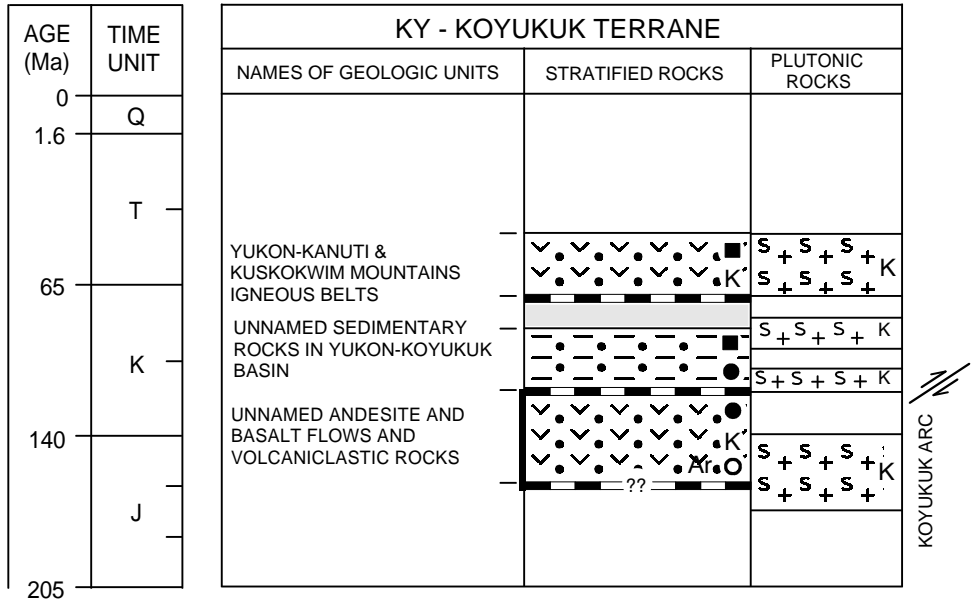 AGE
(Ma)
TIME
UNIT
KY - KOYUKUK TERRANE
NAMES OF GEOLOGIC UNITS
STRATIFIED ROCKS
PLUTONIC
ROCKS
0
Q
1.6
T
65
K
140
J
205
YUKON-KANUTI &
KUSKOKWIM MOUNTAINS
IGNEOUS BELTS
K
S S S
K
S S S
UNNAMED SEDIMENTARY
ROCKS IN YUKON-KOYUKUK
BASIN
S S S K
S S S K
UNNAMED ANDESITE AND
BASALT FLOWS AND
VOLCANICLASTIC ROCKS
K
Ar
??
S S S
K
S S S
KOYUKUK ARC